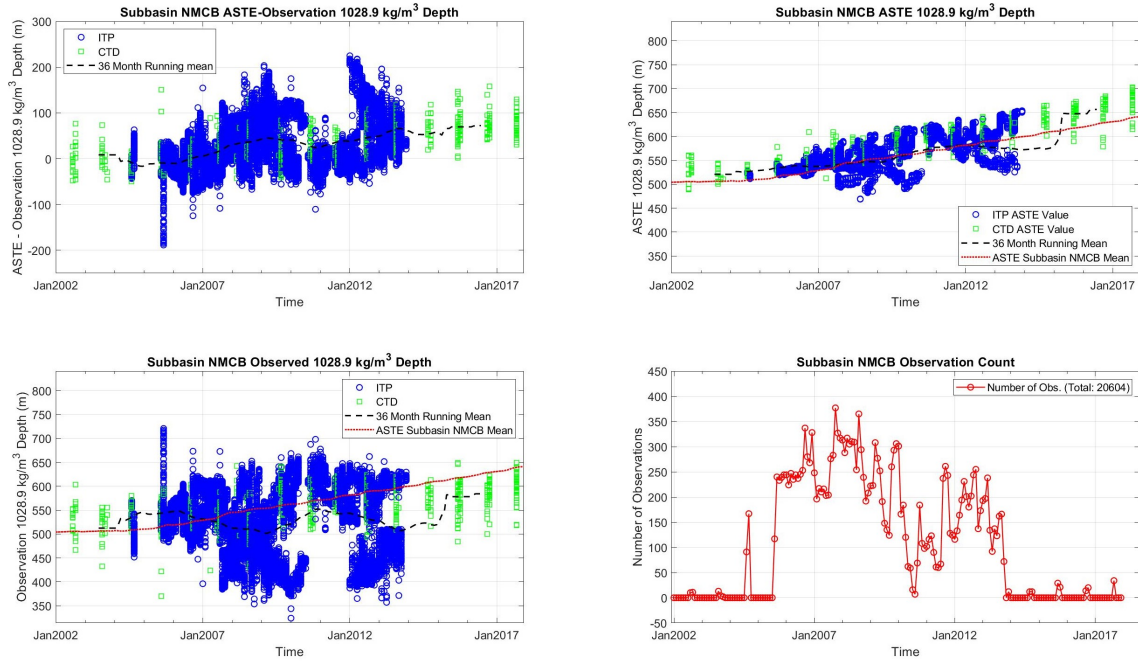 Subbasin NMCB ASTE-Observation 1028.9 kg/m³ Depth
ASTE - Observation 1028.9 kg/m³ Depth (m)
300
200
100
0
-100
-200
ITP
CTD
36 Month Running mean
Jan2002
Jan2007
Jan2012
Jan2017
Time
Subbasin NMCB ASTE 1028.9 kg/m³ Depth
ASTE 1028.9 kg/m³ Depth (m)
800
750
700
650
600
550
500
450
400
350
ITP ASTE Value
CTD ASTE Value
36 Month Running Mean
ASTE Subbasin NMCB Mean
Jan2002
Jan2007
Jan2012
Jan2017
Time
Subbasin NMCB Observed 1028.9 kg/m³ Depth
Observation 1028.9 kg/m³ Depth (m)
800
750
700
650
600
550
500
450
400
350
ITP
CTD
36 Month Running Mean
ASTE Subbasin NMCB Mean
Jan2002
Jan2007
Jan2012
Jan2017
Time
Subbasin NMCB Observation Count
Number of Observations
450
400
350
300
250
200
150
100
50
0
-50
Number of Obs. (Total: 20604)
Jan2002
Jan2007
Jan2012
Jan2017
Time